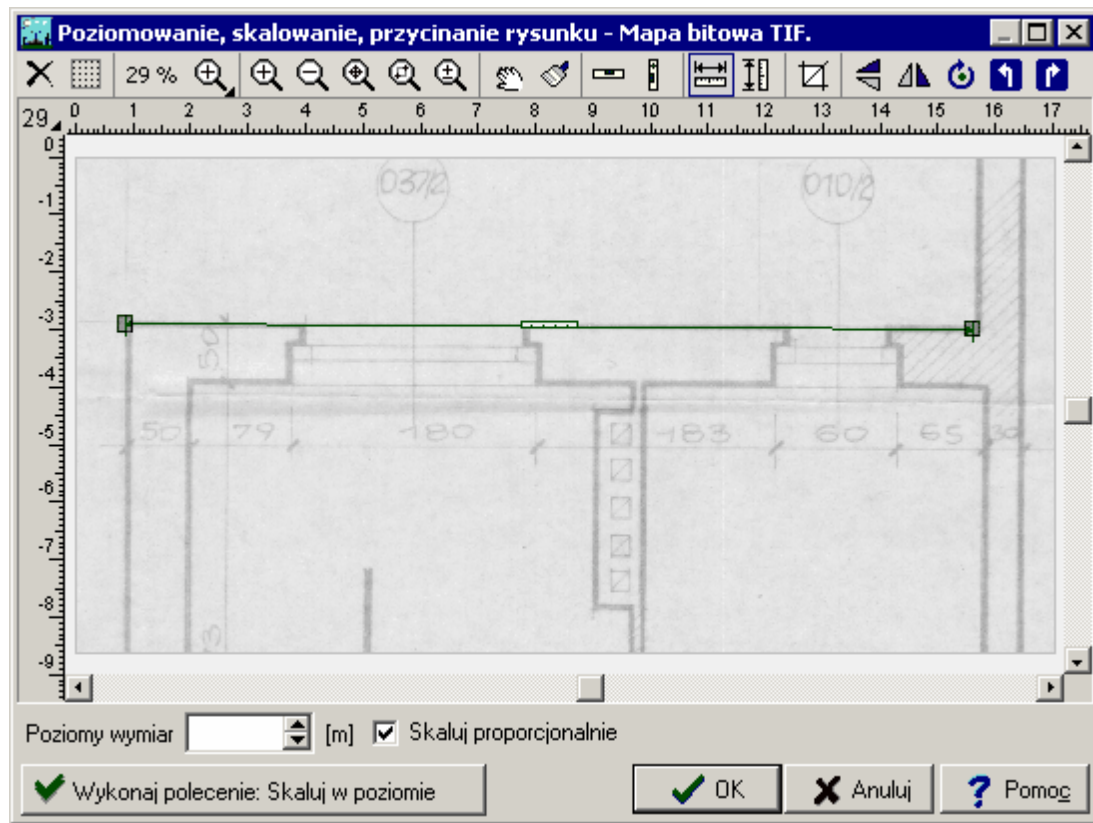 Poziomowanie, skalowanie, przycinanie rysunku - Mapa bitowa TIF.
29 %
29 0 1 2 3 4 5 6 7 8 9 10 11 12 13 14 15 16 17
0
-1
-2
-3
-4
-5
-6
-7
-8
-9
037/2 010/2
50
50 79 180 183 60 65 30
Poziomy wymiar [m] Skaluj proporcjonalnie
Wykonaj polecenie: Skaluj w poziomie OK Anuluj Pomoc